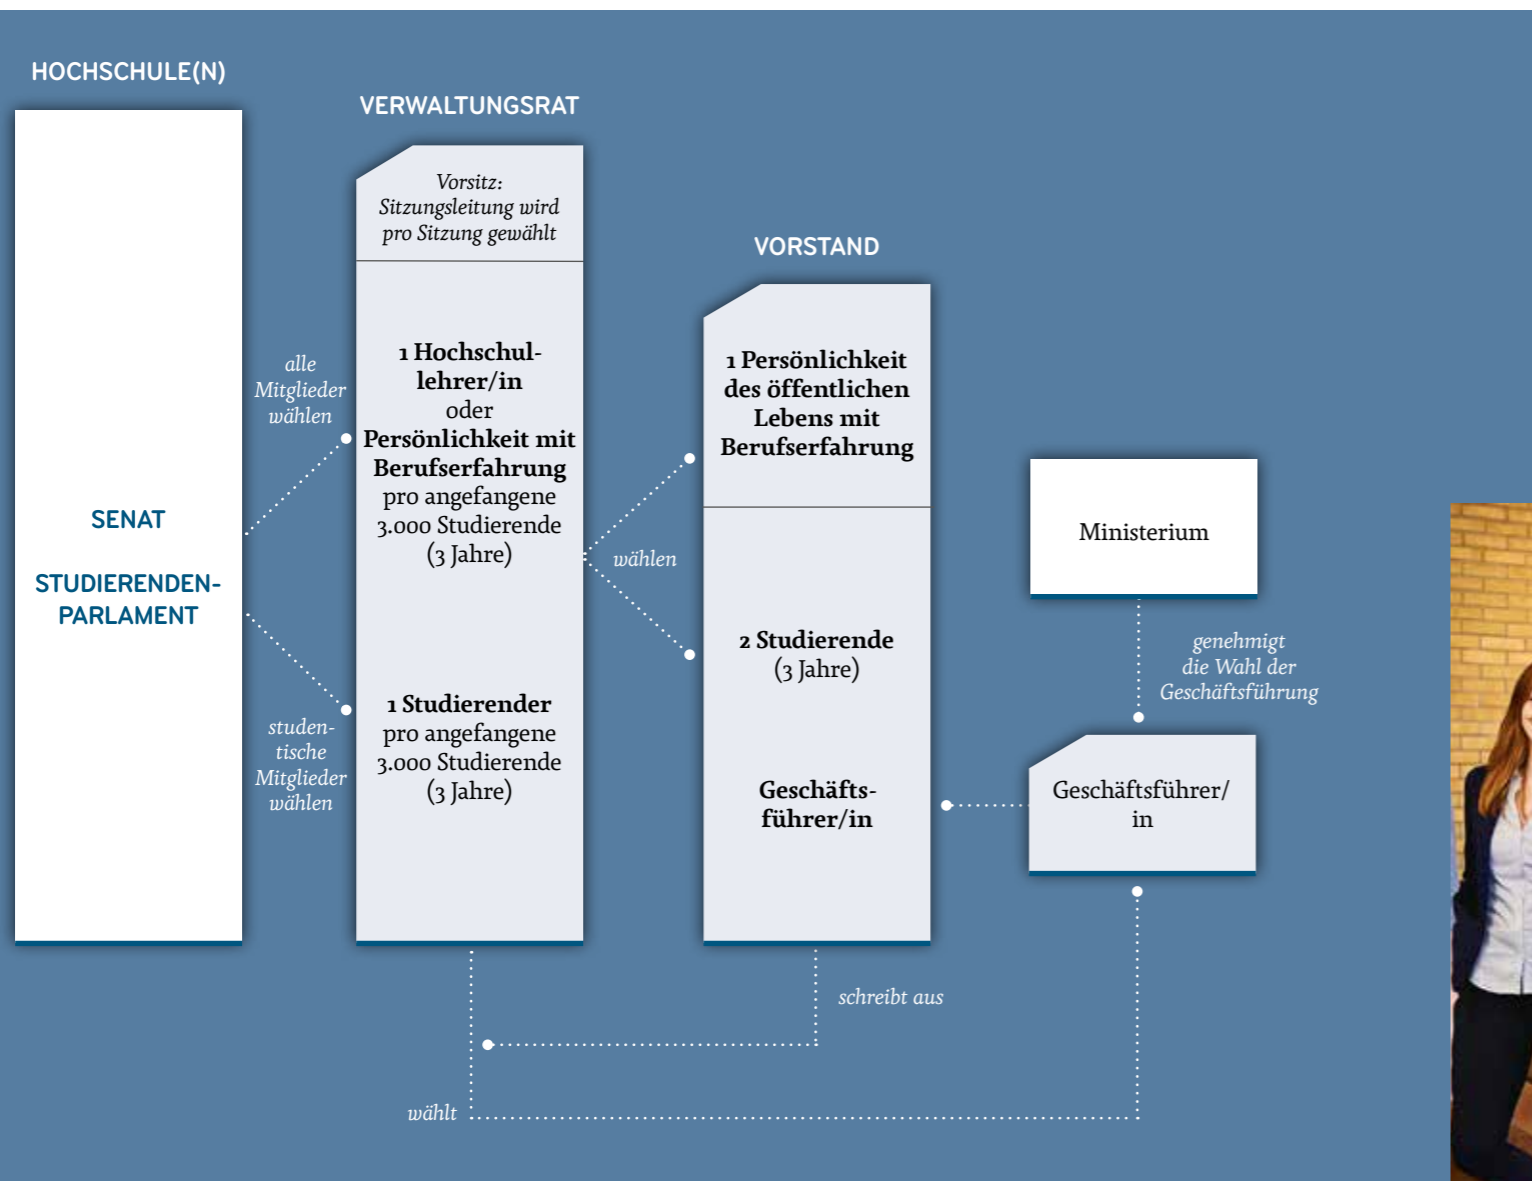 HOCHSCHULE(N)
SENAT
STUDIERENDEN-
PARLAMENT
alle
Mitglieder
wählen
studen-
tische
Mitglieder
wählen
VERWALTUNGSRAT
Vorsitz:
Sitzungsleitung wird
pro Sitzung gewählt
1 Hochschul-
lehrer/in
oder
Persönlichkeit mit
Berufserfahrung
pro angefangene
3.000 Studierende
(3 Jahre)
1 Studierender
pro angefangene
3.000 Studierende
(3 Jahre)
wählen
VORSTAND
1 Persönlichkeit
des öffentlichen
Lebens mit
Berufserfahrung
2 Studierende
(3 Jahre)
Geschäfts-
führer/in
Ministerium
genehmigt
die Wahl der
Geschäftsführung
Geschäftsführer/
in
schreibt aus
wählt